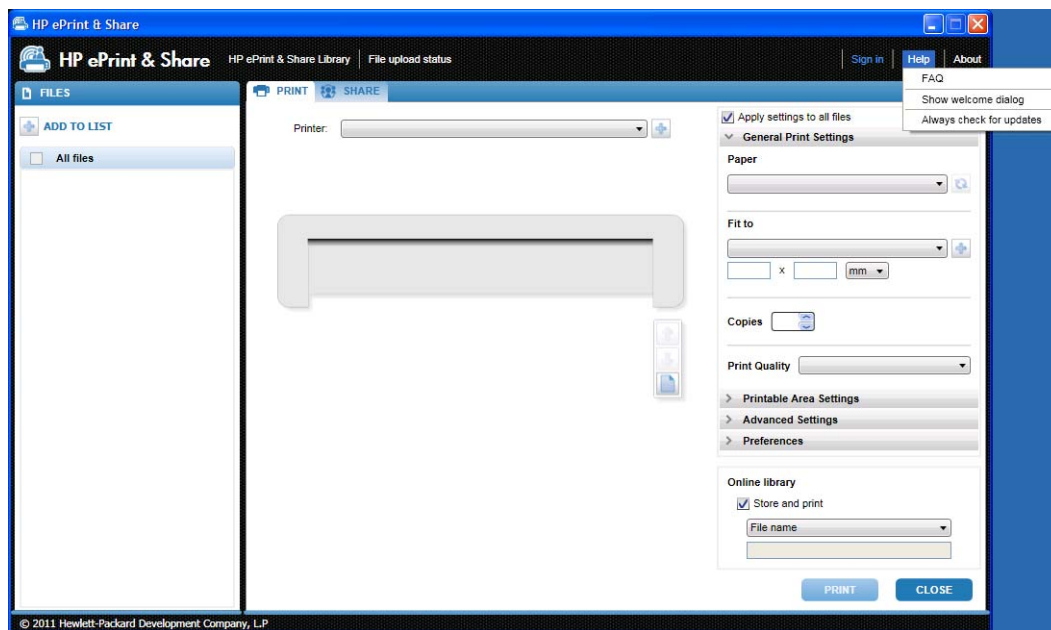 HP ePrint & Share
HP ePrint & Share HP ePrint & Share Library File upload status Sign in Help About
FAQ
Show welcome dialog
Always check for updates
FILES
ADD TO LIST
All files
PRINT SHARE
Printer:
Apply settings to all files
General Print Settings
Paper
Fit to
x mm
Copies
Print Quality
Printable Area Settings
Advanced Settings
Preferences
Online library
Store and print
File name
PRINT CLOSE
© 2011 Hewlett-Packard Development Company, L.P